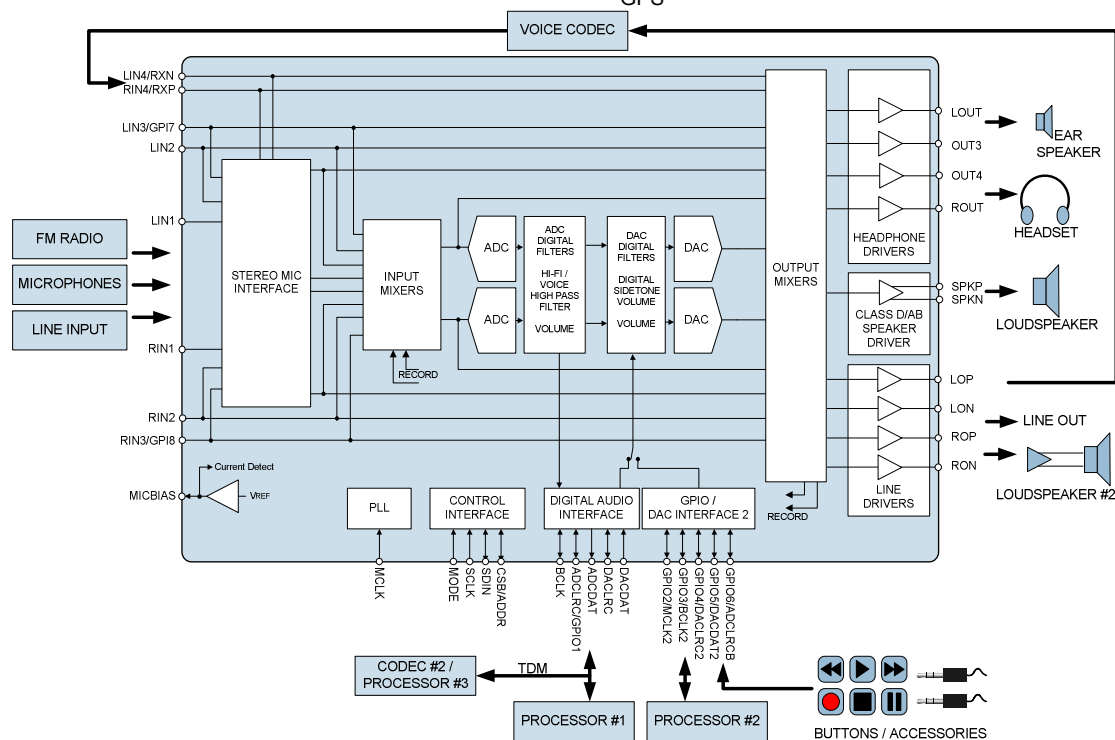 VOICE CODEC
LIN4/RXN
RIN4/RXP
LIN3/GPI7
LIN2
LIN1
RIN1
RIN2
RIN3/GPI8
MICBIAS
FM RADIO
MICROPHONES
LINE INPUT
STEREO MIC
INTERFACE
INPUT
MIXERS
RECORD
ADC
ADC
ADC
DIGITAL
FILTERS
HI-FI /
VOICE
HIGH PASS
FILTER
VOLUME
DAC
DIGITAL
FILTERS
DIGITAL
SIDETONE
VOLUME
VOLUME
DAC
DAC
OUTPUT
MIXERS
RECORD
HEADPHONE
DRIVERS
CLASS D/AB
SPEAKER
DRIVER
LINE
DRIVERS
LOUT
OUT3
OUT4
ROUT
SPKP
SPKN
LOP
LON
ROP
RON
EAR
SPEAKER
HEADSET
LOUDSPEAKER
LINE OUT
LOUDSPEAKER #2
Current Detect
VREF
PLL
CONTROL
INTERFACE
DIGITAL AUDIO
INTERFACE
GPIO /
DAC INTERFACE 2
MCLK
MODE
SCLK
SDIN
CSB/ADDR
BCLK
ADCLRC/GPIO1
ADCDAT
DACLRC
DACDAT
GPIO2/MCLK2
GPIO3/BCLK2
GPIO4/DACLRC2
GPIO5/DACDAT2
GPIO6/ADCLRCB
CODEC #2 /
PROCESSOR #3
TDM
PROCESSOR #1
PROCESSOR #2
BUTTONS / ACCESSORIES